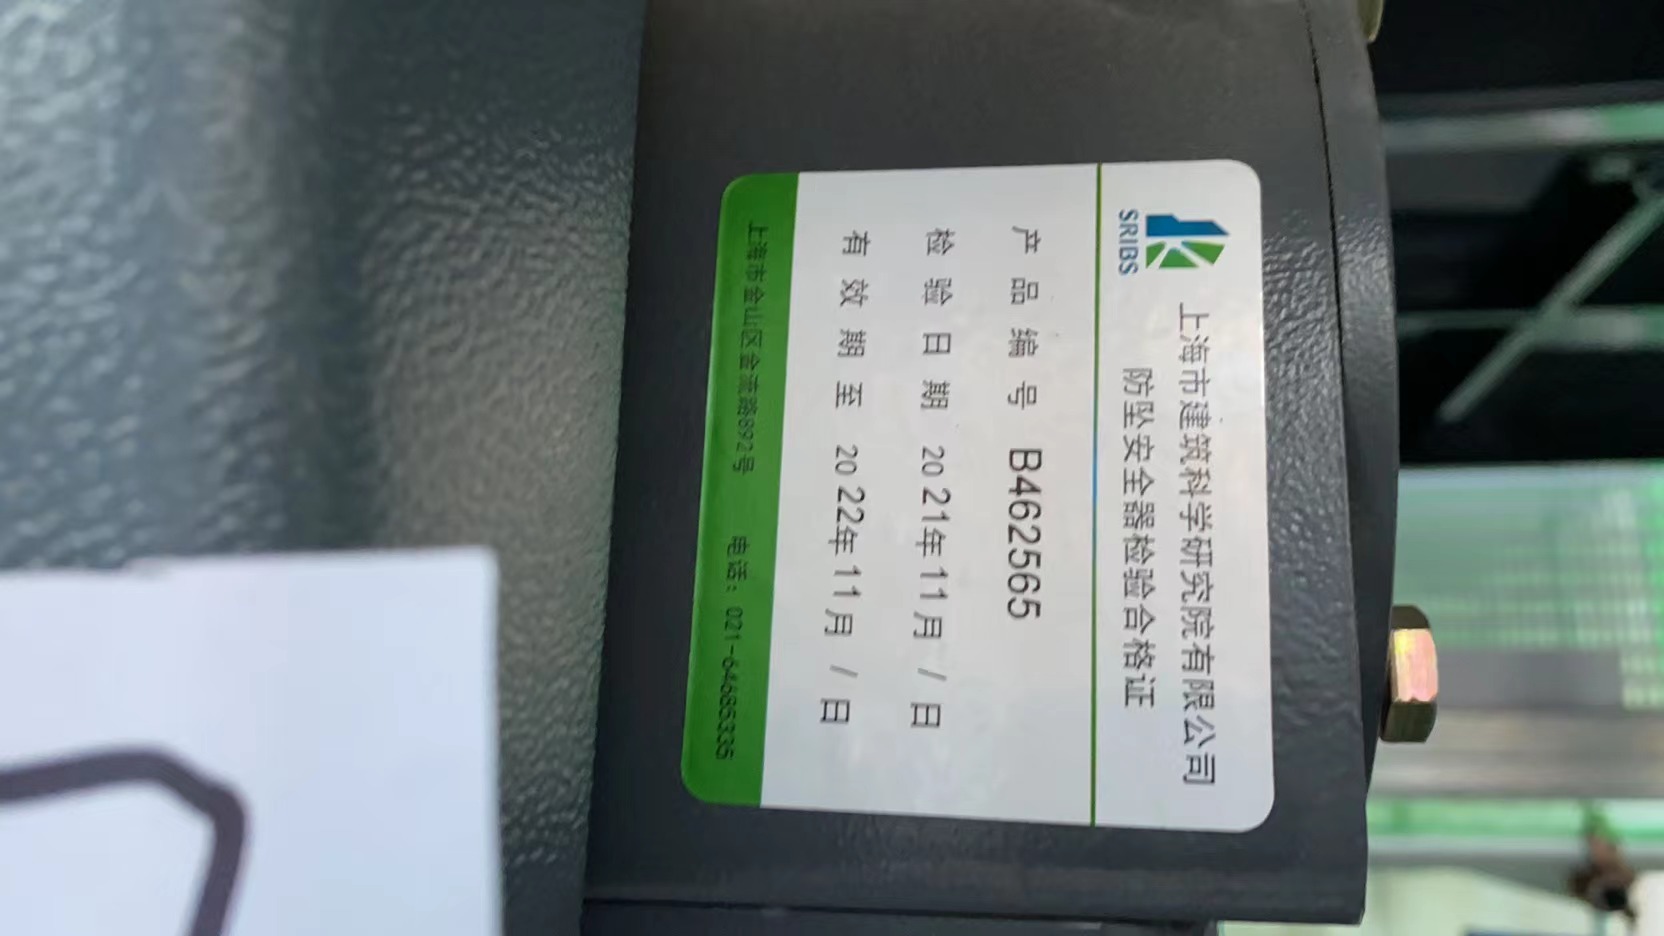 SRIBS
上海市建筑科学研究院有限公司
防坠安全器检验合格证
产品编号 B462565
检验日期 2021年11月 / 日
有效期至 2022年11月 / 日
上海市金山区金流路892号 电话：021-64685335